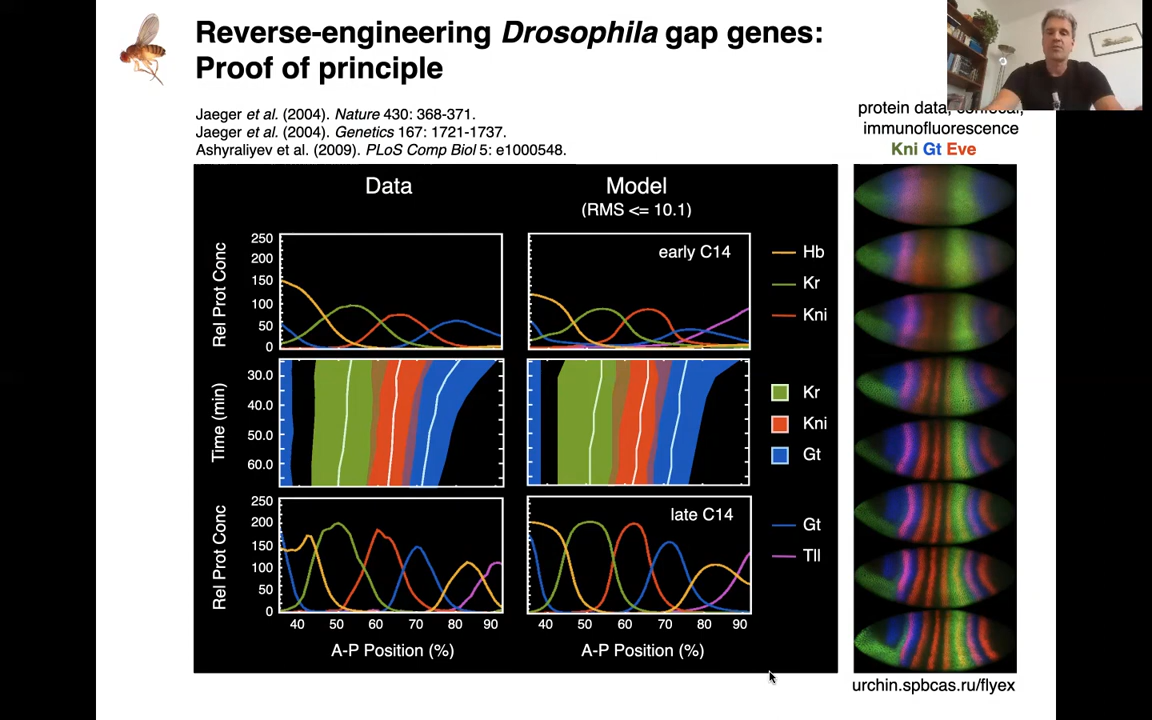 Reverse-engineering Drosophila gap genes:
Proof of principle
Jaeger et al. (2004). Nature 430: 368-371.
Jaeger et al. (2004). Genetics 167: 1721-1737.
Ashyraliyev et al. (2009). PLoS Comp Biol 5: e1000548.
protein data, confocal,
immunofluorescence
Kni Gt Eve
Data
Model
(RMS <= 10.1)
Rel Prot Conc
250
200
150
100
50
0
early C14
Hb
Kr
Kni
Time (min)
30.0
40.0
50.0
60.0
Kr
Kni
Gt
Rel Prot Conc
250
200
150
100
50
0
late C14
Gt
Tll
40 50 60 70 80 90
40 50 60 70 80 90
A-P Position (%)
A-P Position (%)
urchin.spbcas.ru/flyex